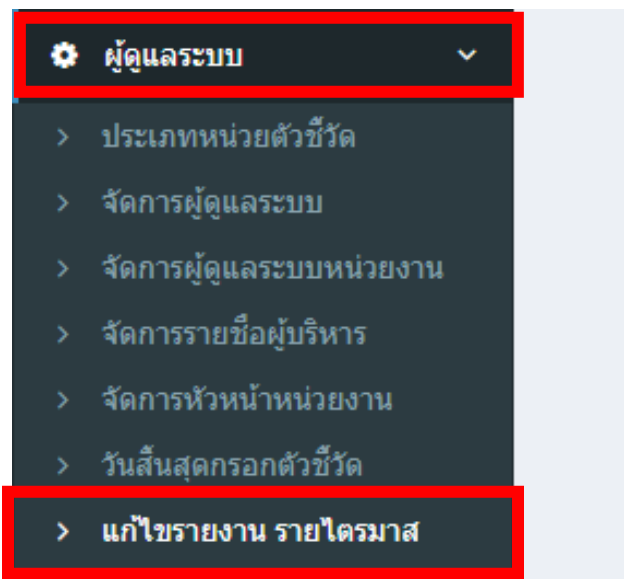 ผู้ดูแลระบบ
ประเภทหน่วยตัวชี้วัด
จัดการผู้ดูแลระบบ
จัดการผู้ดูแลระบบหน่วยงาน
จัดการรายชื่อผู้บริหาร
จัดการหัวหน้าหน่วยงาน
วันสิ้นสุดกรอกตัวชี้วัด
แก้ไขรายงาน รายไตรมาส